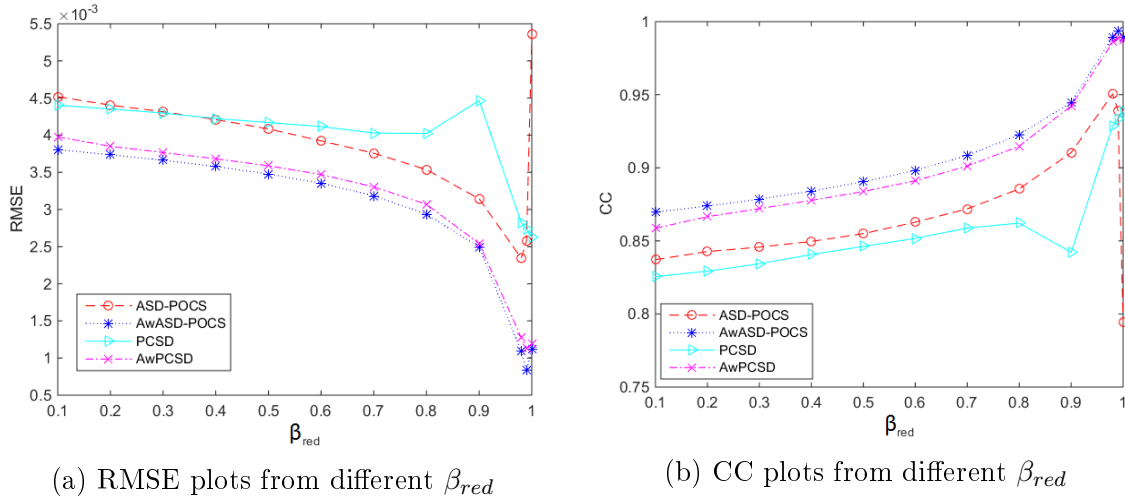 ×10⁻³
5.5
5
4.5
4
3.5
3
2.5
2
1.5
1
0.5
RMSE
0.1 0.2 0.3 0.4 0.5 0.6 0.7 0.8 0.9 1
β_red
ASD-POCS
AwASD-POCS
PCSD
AwPCSD
(a) RMSE plots from different β_red
1
0.95
0.9
0.85
0.8
0.75
CC
0.1 0.2 0.3 0.4 0.5 0.6 0.7 0.8 0.9 1
β_red
ASD-POCS
AwASD-POCS
PCSD
AwPCSD
(b) CC plots from different β_red